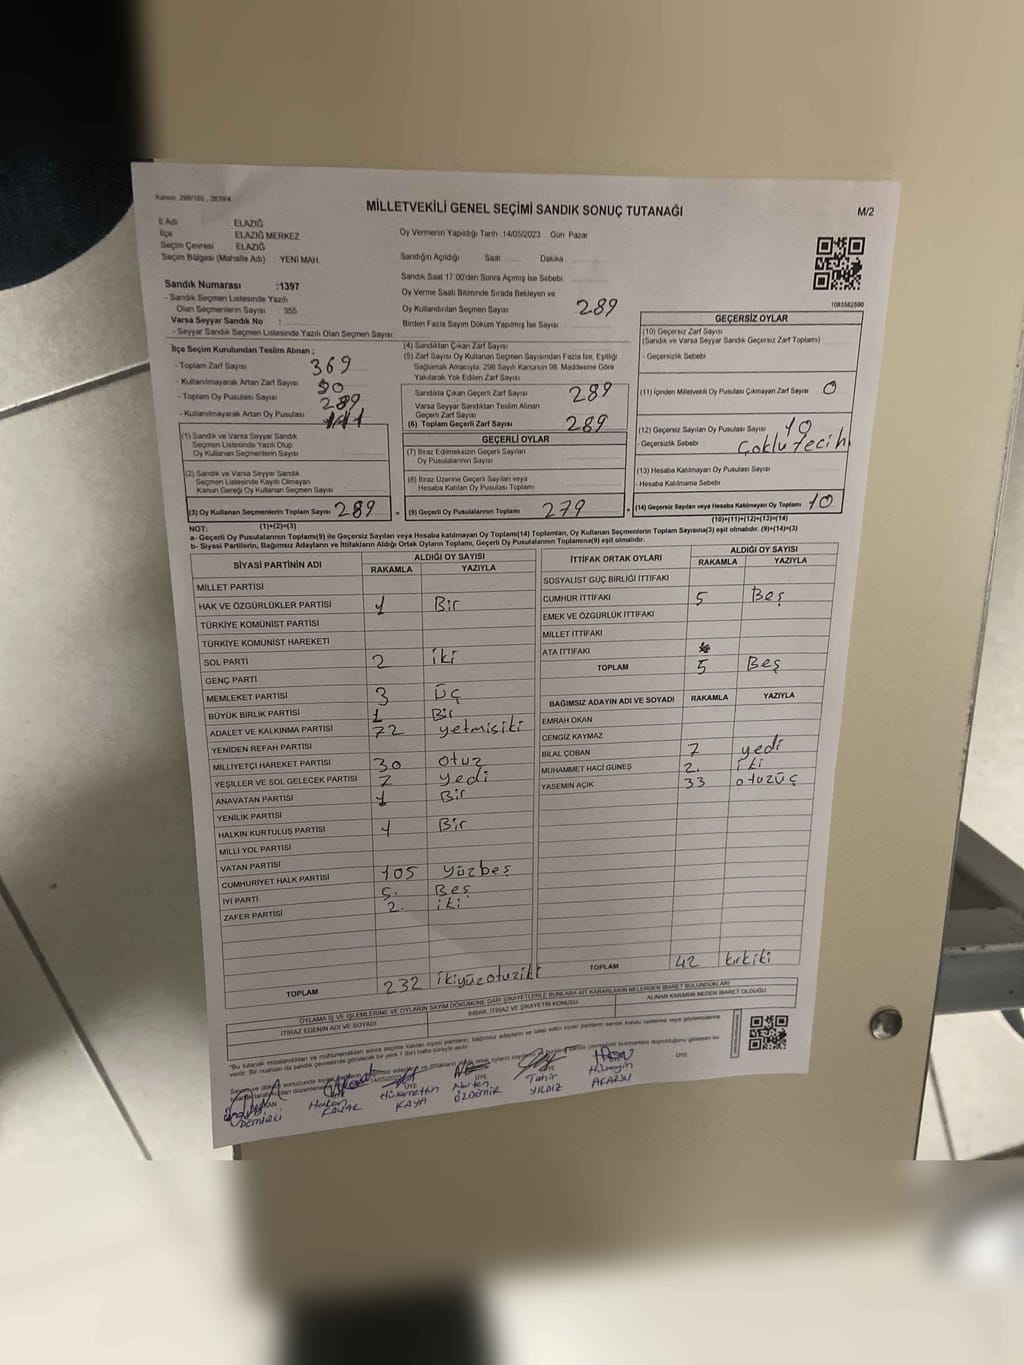 Kanun, 298/105 , 2839/4
MİLLETVEKİLİ GENEL SEÇİMİ SANDIK SONUÇ TUTANAĞI
M/2
İl Adı ELAZIĞ
İlçe ELAZIĞ MERKEZ
Seçim Çevresi : ELAZIĞ
Seçim Bölgesi (Mahalle Adı) YENİ MAH.
Oy Vermenin Yapıldığı Tarih :14/05/2023 Gün Pazar
Sandığın Açıldığı Saat Dakika
Sandık Saat 17.00'den Sonra Açımış İse Sebebi
Oy Verme Saati Bitiminde Sırada Bekleyen ve
Oy Kullandırılan Seçmen Sayısı 289
Birden Fazla Sayım Döküm Yapılmış İse Sayısı
1083582590
Sandık Numarası :1397
- Sandık Seçmen Listesinde Yazılı
Olan Seçmenlerin Sayısı 355
Varsa Seyyar Sandık No :
- Seyyar Sandık Seçmen Listesinde Yazılı Olan Seçmen Sayısı
İlçe Seçim Kurulundan Teslim Alınan ;
- Toplam Zarf Sayısı 369
- Kullanılmayarak Artan Zarf Sayısı
- Toplam Oy Pusulası Sayısı 289
- Kullanılmayarak Artan Oy Pusulası
(1) Sandık ve Varsa Seyyar Sandık
Seçmen Listesinde Yazılı Olup
Oy Kullanan Seçmenlerin Sayısı
(2) Sandık ve Varsa Seyyar Sandık
Seçmen Listesinde Kayıtlı Olmayan
Kanun Gereği Oy Kullanan Seçmen Sayısı
(3) Oy Kullanan Seçmenlerin Toplam Sayısı 289
(1)+(2)=(3)
(4) Sandıktan Çıkan Zarf Sayısı
(5) Zarf Sayısı Oy Kullanan Seçmen Sayısından Fazla İse, Eşitliği
Sağlamak Amacıyla, 298 Sayılı Kanunun 98. Maddesine Göre
Yakılarak Yok Edilen Zarf Sayısı
Sandıkta Çıkan Geçerli Zarf Sayısı 289
Varsa Seyyar Sandıktan Teslim Alınan
Geçerli Zarf Sayısı
(6) Toplam Geçerli Zarf Sayısı 289
GEÇERLİ OYLAR
(7) İtiraz Edilmeksizin Geçerli Sayılan
Oy Pusulalarının Sayısı
(8) İtiraz Üzerine Geçerli Sayılan veya
Hesaba Katılan Oy Pusulası Toplamı
= (9) Geçerli Oy Pusulalarının Toplamı 279
GEÇERSİZ OYLAR
(10) Geçersiz Zarf Sayısı
(Sandık ve Varsa Seyyar Sandık Geçersiz Zarf Toplamı)
- Geçersizlik Sebebi
(11) İçinden Milletvekili Oy Pusulası Çıkmayan Zarf Sayısı 0
(12) Geçersiz Sayılan Oy Pusulası Sayısı 10
- Geçersizlik Sebebi Çoklu Tecih
(13) Hesaba Katılmayan Oy Pusulası Sayısı
- Hesaba Katılmama Sebebi
+ (14) Geçersiz Sayılan veya Hesaba Katılmayan Oy Toplamı 10
(10)+(11)+(12)+(13)=(14)
NOT:
a- Geçerli Oy Pusulalarının Toplamı(9) ile Geçersiz Sayılan veya Hesaba katılmayan Oy Toplamı(14) Toplamları, Oy Kullanan Seçmenlerin Toplam Sayısına(3) eşit olmalıdır. (9)+(14)=(3)
b- Siyasi Partilerin, Bağımsız Adayların ve İttifakların Aldığı Oyların Toplamı, Geçerli Oy Pusulalarının Toplamına(9) eşit olmalıdır.
SİYASİ PARTİNİN ADI ALDIĞI OY SAYISI
RAKAMLA YAZIYLA
MİLLET PARTİSİ
HAK VE ÖZGÜRLÜKLER PARTİSİ 1 Bir
TÜRKİYE KOMÜNİST PARTİSİ
TÜRKİYE KOMÜNİST HAREKETİ
SOL PARTİ 2 iki
GENÇ PARTİ
MEMLEKET PARTİSİ 3 Üç
BÜYÜK BİRLİK PARTİSİ 1 Bir
ADALET VE KALKINMA PARTİSİ 72 yetmişiki
YENİDEN REFAH PARTİSİ
MİLLİYETÇİ HAREKET PARTİSİ 30 otuz
YEŞİLLER VE SOL GELECEK PARTİSİ 7 yedi
ANAVATAN PARTİSİ 1 Bir
YENİLİK PARTİSİ
HALKIN KURTULUŞ PARTİSİ 1 Bir
MİLLİ YOL PARTİSİ
VATAN PARTİSİ
CUMHURİYET HALK PARTİSİ 105 yüzbeş
İYİ PARTİ 5. Beş
ZAFER PARTİSİ 2. iki
TOPLAM 232 ikiyüzotuziki
İTTİFAK ORTAK OYLARI ALDIĞI OY SAYISI
RAKAMLA YAZIYLA
SOSYALİST GÜÇ BİRLİĞİ İTTİFAKI
CUMHUR İTTİFAKI 5 Beş
EMEK VE ÖZGÜRLÜK İTTİFAKI
MİLLET İTTİFAKI
ATA İTTİFAKI
TOPLAM 5 Beş
BAĞIMSIZ ADAYIN ADI VE SOYADI RAKAMLA YAZIYLA
EMRAH OKAN
CENGİZ KAYMAZ
BİLAL ÇOBAN 7 yedi
MUHAMMET HACİ GÜNEŞ 2. iki
YASEMİN AÇIK 33 otuzüç
TOPLAM 42 kırkiki
OYLAMA İŞ VE İŞLEMLERİNE VE OYLARIN SAYIM DÖKÜMÜNE DAİR ŞİKAYETLERLE BUNLARA AİT KARARLARIN NELERDEN İBARET BULUNDUKLARI
İTİRAZ EDENİN ADI VE SOYADI İHBAR, İTİRAZ VE ŞİKAYETİN KONUSU ALINAN KARARIN NEDEN İBARET OLDUĞU
ÜYE ÜYE ÜYE ÜYE
DEMİRCİ
Hakan
Hüsamettin KAYA
Nurten ÖZDEMİR
Tahir YILDIZ
Hüseyin AKARSU